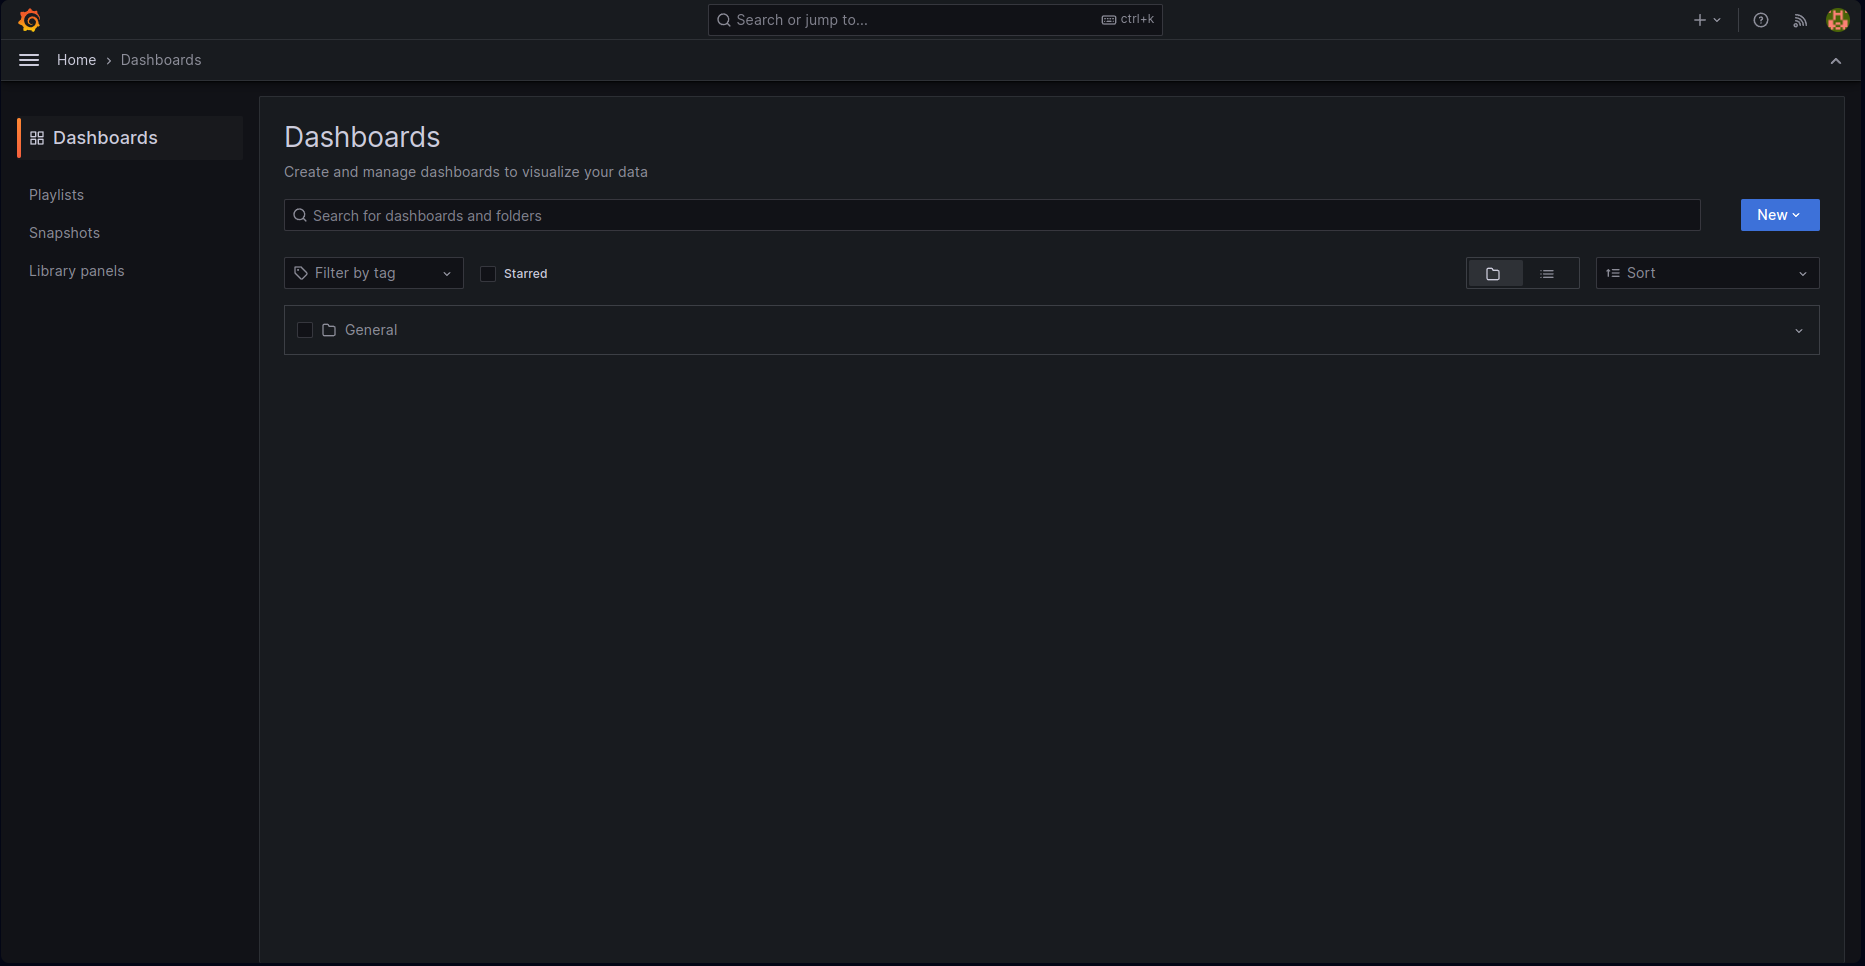 Search or jump to...
ctrl+k
Home › Dashboards
Dashboards
Playlists
Snapshots
Library panels
Dashboards
Create and manage dashboards to visualize your data
Search for dashboards and folders
New
Filter by tag
Starred
Sort
General